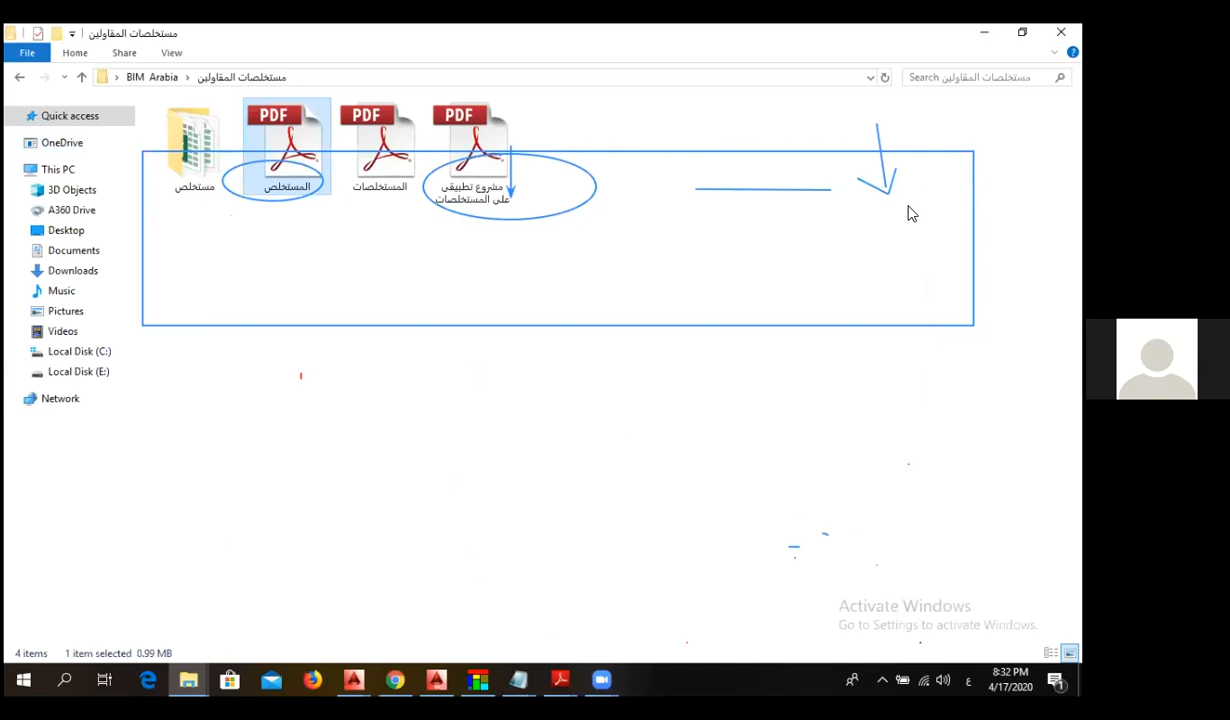 مستخلصات المقاولين
File
Home
Share
View
BIM Arabia
مستخلصات المقاولين
Search مستخلصات المقاولين
Quick access
OneDrive
This PC
3D Objects
A360 Drive
Desktop
Documents
Downloads
Music
Pictures
Videos
Local Disk (C:)
Local Disk (E:)
Network
PDF
PDF
PDF
مستخلص
المستخلص
المستخلصات
مشروع تطبيقى
على المستخلصات
Activate Windows
Go to Settings to activate Windows.
4 items
1 item selected 0.99 MB
ع
8:32 PM
4/17/2020
1